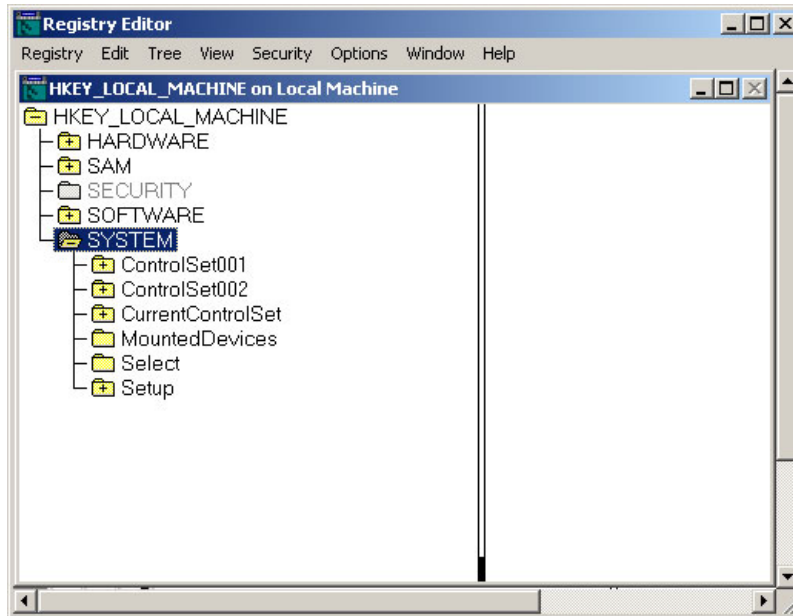 Registry Editor
Registry Edit Tree View Security Options Window Help
HKEY_LOCAL_MACHINE on Local Machine
HKEY_LOCAL_MACHINE
HARDWARE
SAM
SECURITY
SOFTWARE
SYSTEM
ControlSet001
ControlSet002
CurrentControlSet
MountedDevices
Select
Setup